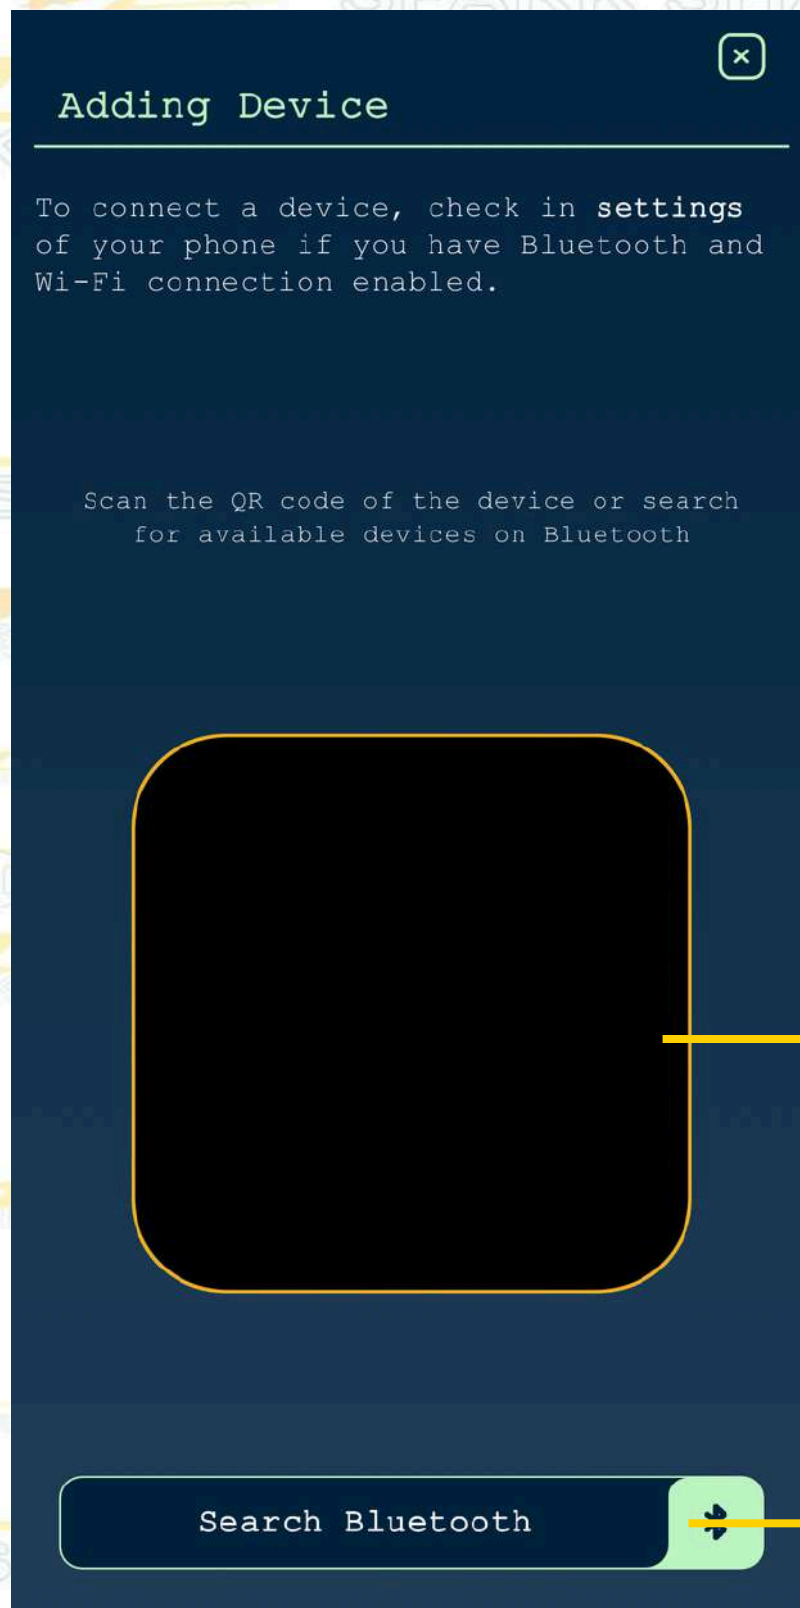 Adding Device
To connect a device, check in settings
of your phone if you have Bluetooth and
Wi-Fi connection enabled.
Scan the QR code of the device or search
for available devices on Bluetooth
Search Bluetooth